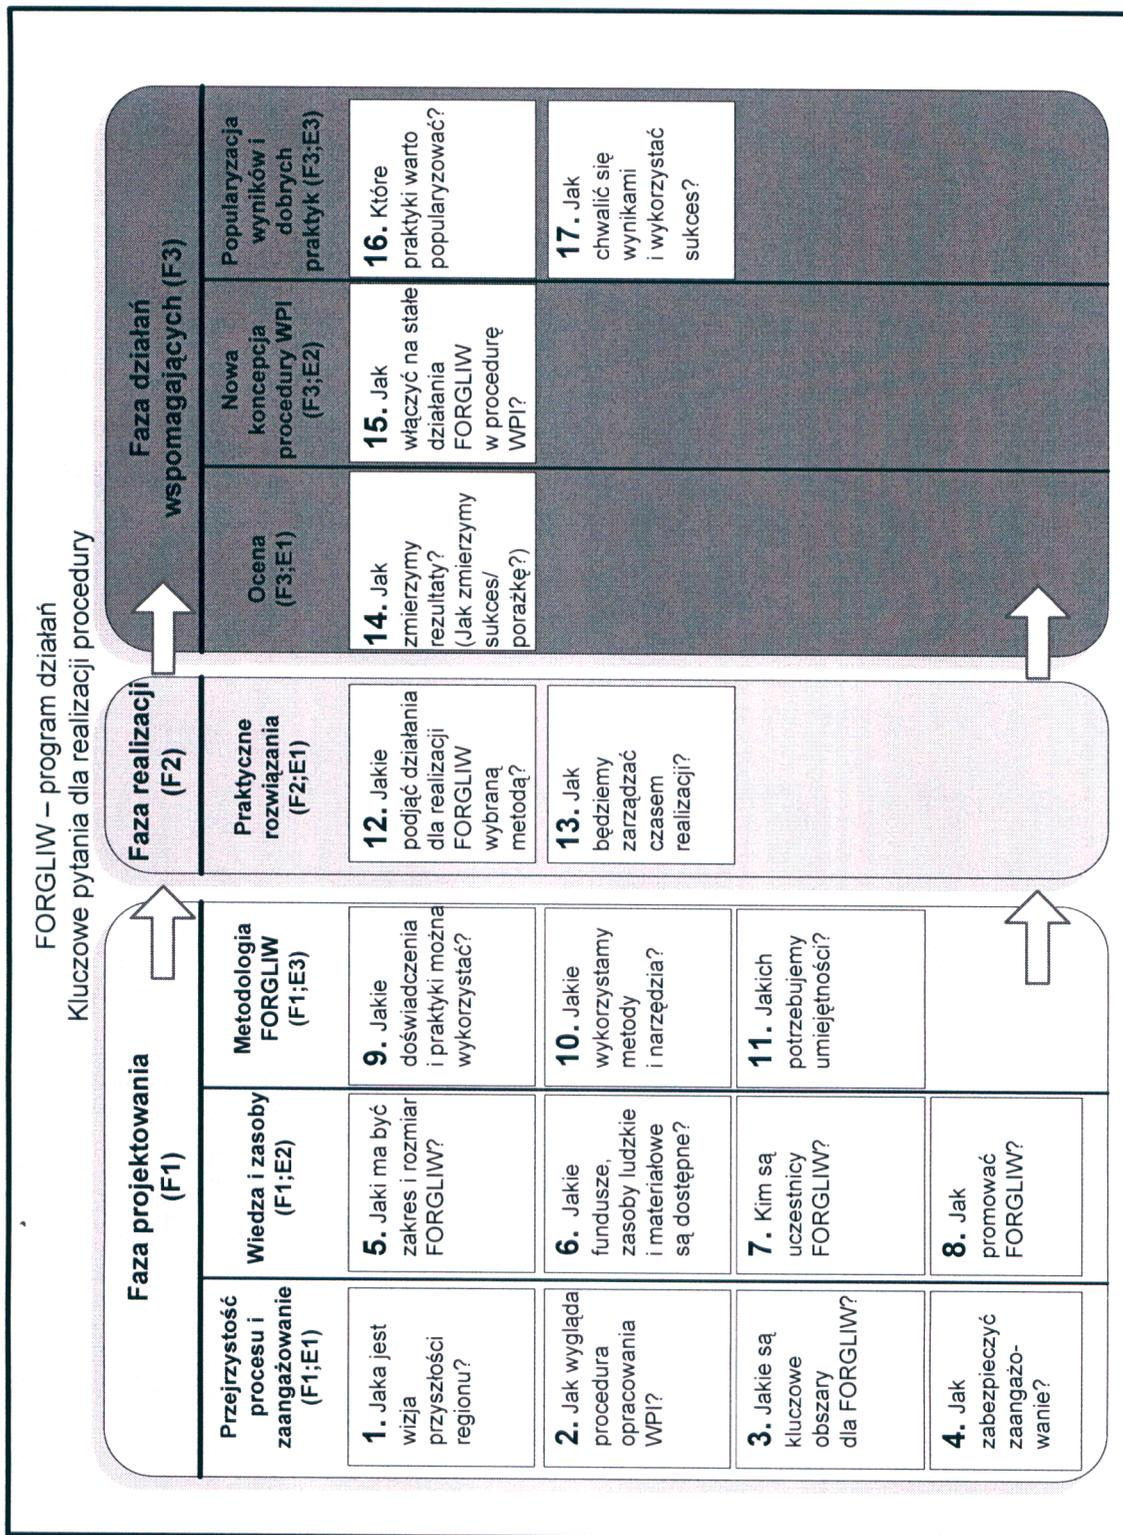 FORGLIW – program działań
Kluczowe pytania dla realizacji procedury
Faza projektowania
(F1)
Przejrzystość
procesu i
zaangażowanie
(F1;E1)
1. Jaka jest
wizja
przyszłości
regionu?
2. Jak wygląda
procedura
opracowania
WPI?
3. Jakie są
kluczowe
obszary
dla FORGLIW?
4. Jak
zabezpieczyć
zaangażo-
wanie?
Wiedza i zasoby
(F1;E2)
5. Jaki ma być
zakres i rozmiar
FORGLIW?
6. Jakie
fundusze,
zasoby ludzkie
i materiałowe
są dostępne?
7. Kim są
uczestnicy
FORGLIW?
8. Jak
promować
FORGLIW?
Metodologia
FORGLIW
(F1;E3)
9. Jakie
doświadczenia
i praktyki można
wykorzystać?
10. Jakie
wykorzystamy
metody
i narzędzia?
11. Jakich
potrzebujemy
umiejętności?
Faza realizacji
(F2)
Praktyczne
rozwiązania
(F2;E1)
12. Jakie
podjąć działania
dla realizacji
FORGLIW
wybraną
metodą?
13. Jak
będziemy
zarządzać
czasem
realizacji?
Faza działań
wspomagających (F3)
Ocena
(F3;E1)
14. Jak
zmierzymy
rezultaty?
(Jak zmierzymy
sukces/
porażkę?)
Nowa
koncepcja
procedury WPI
(F3;E2)
15. Jak
włączyć na stałe
działania
FORGLIW
w procedurę
WPI?
Popularyzacja
wyników i
dobrych
praktyk (F3;E3)
16. Które
praktyki warto
popularyzować?
17. Jak
chwalić się
wynikami
i wykorzystać
sukces?